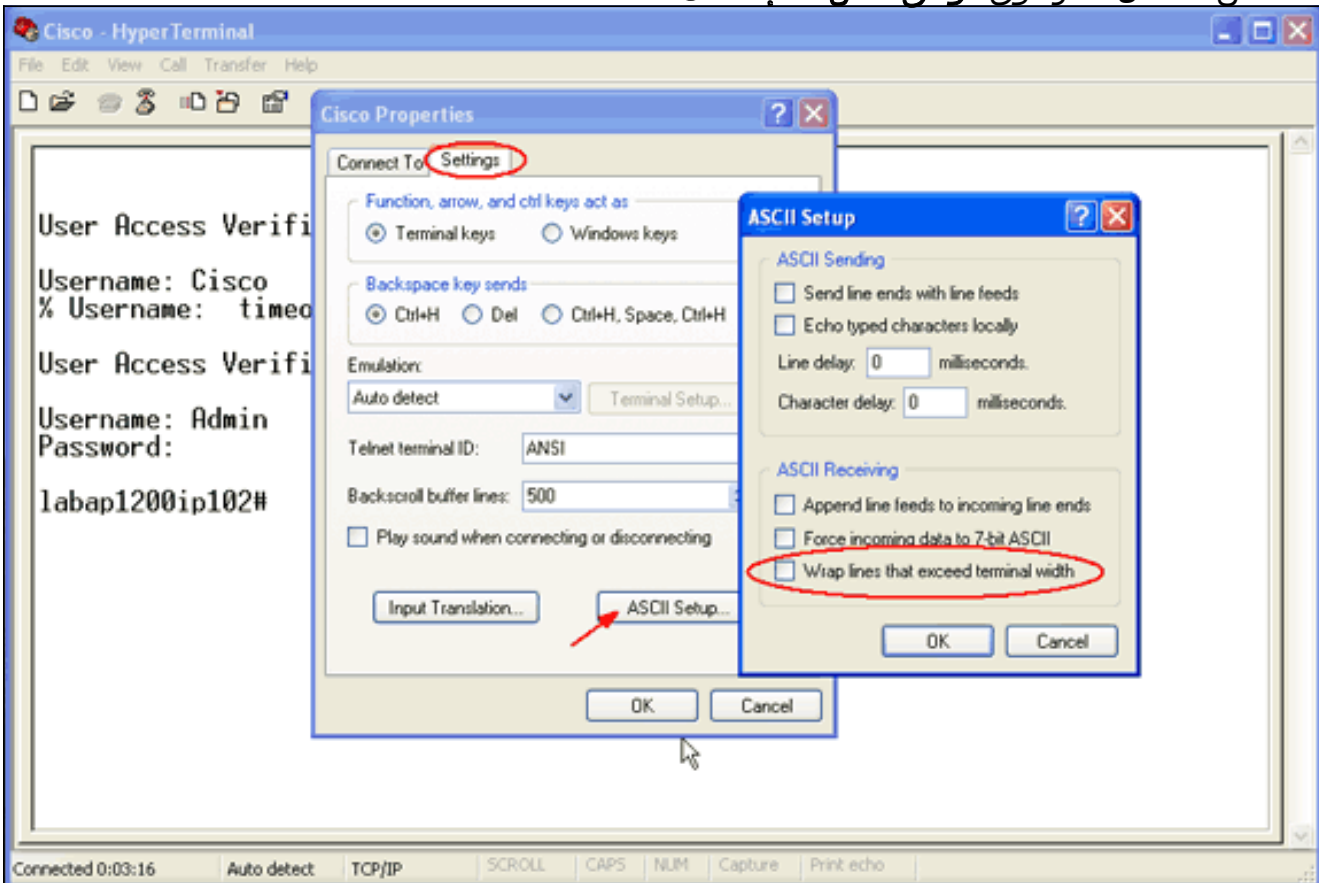 Cisco - HyperTerminal
File Edit View Call Transfer Help
Cisco Properties
Connect To Settings
Function, arrow, and ctrl keys act as
Terminal keys Windows keys
Backspace key sends
Ctrl+H Del Ctrl+H, Space, Ctrl+H
Emulation:
Auto detect Terminal Setup...
Telnet terminal ID: ANSI
Backscroll buffer lines: 500
Play sound when connecting or disconnecting
Input Translation... ASCII Setup...
OK Cancel
ASCII Setup
ASCII Sending
Send line ends with line feeds
Echo typed characters locally
Line delay: 0 milliseconds.
Character delay: 0 milliseconds.
ASCII Receiving
Append line feeds to incoming line ends
Force incoming data to 7-bit ASCII
Wrap lines that exceed terminal width
OK Cancel
User Access Verifi
Username: Cisco
% Username: timeo
User Access Verifi
Username: Admin
Password:
labap1200ip102#
Connected 0:03:16 Auto detect TCP/IP SCROLL CAPS NUM Capture Print echo